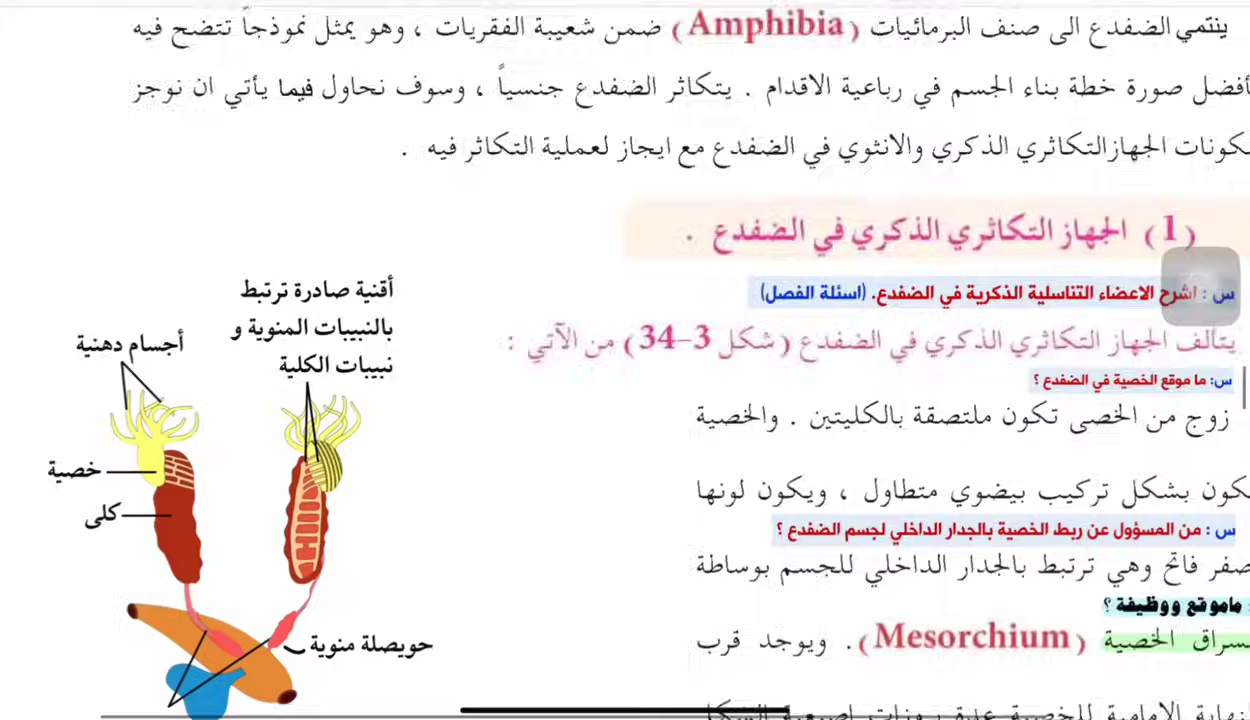 ينتمي الضفدع الى صنف البرمائيات (Amphibia) ضمن شعيبة الفقريات ، وهو يمثل نموذجاً تتضح فيه
أفضل صورة خطة بناء الجسم في رباعية الاقدام . يتكاثر الضفدع جنسياً ، وسوف نحاول فيما يأتي ان نوجز
الجهازالتكاثري الذكري والانثوي في الضفدع مع ايجاز لعملية التكاثر فيه .
(1) الجهاز التكاثري الذكري في الضفدع .
س : اشرح الاعضاء التناسلية الذكرية في الضفدع. (اسئلة الفصل)
يتألف الجهاز التكاثري الذكري في الضفدع (شكل 3-34) من الآتي :
س: ما موقع الخصية في الضفدع ؟
زوج من الخصى تكون ملتصقة بالكليتين . والخصية
بشكل تركيب بيضوي متطاول ، ويكون لونها
س : من المسؤول عن ربط الخصية بالجدار الداخلي لجسم الضفدع ؟
فاتح وهي ترتبط بالجدار الداخلي للجسم بوساطة
ماموقع ووظيفة ؟
الخصية (Mesorchium) . ويوجد قرب
الامامية للخصية عدة
أقنية صادرة ترتبط
بالنبيبات المنوية و
نبيبات الكلية
أجسام دهنية
خصية
كلى
حويصلة منوية